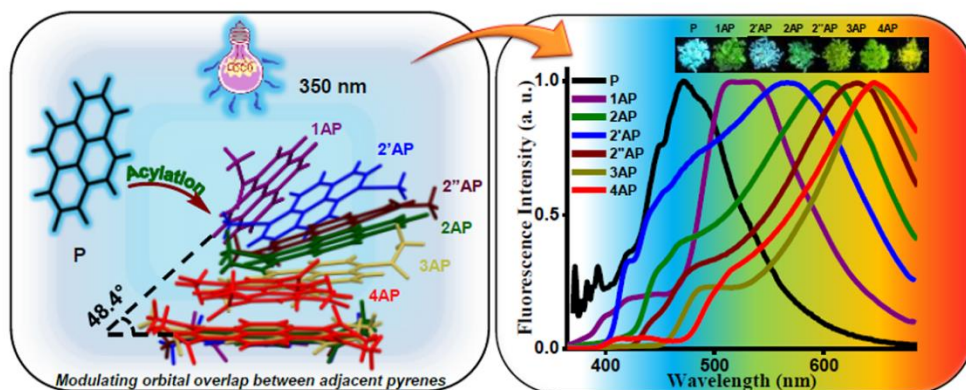 350 nm
1AP
2'AP
2"AP
2AP
3AP
4AP
Acylation
P
48.4°
Modulating orbital overlap between adjacent pyrenes
P 1AP 2'AP 2AP 2"AP 3AP 4AP
Fluorescence Intensity (a. u.)
1.0
0.5
0.0
P
1AP
2AP
2'AP
2"AP
3AP
4AP
400 500 600
Wavelength (nm)